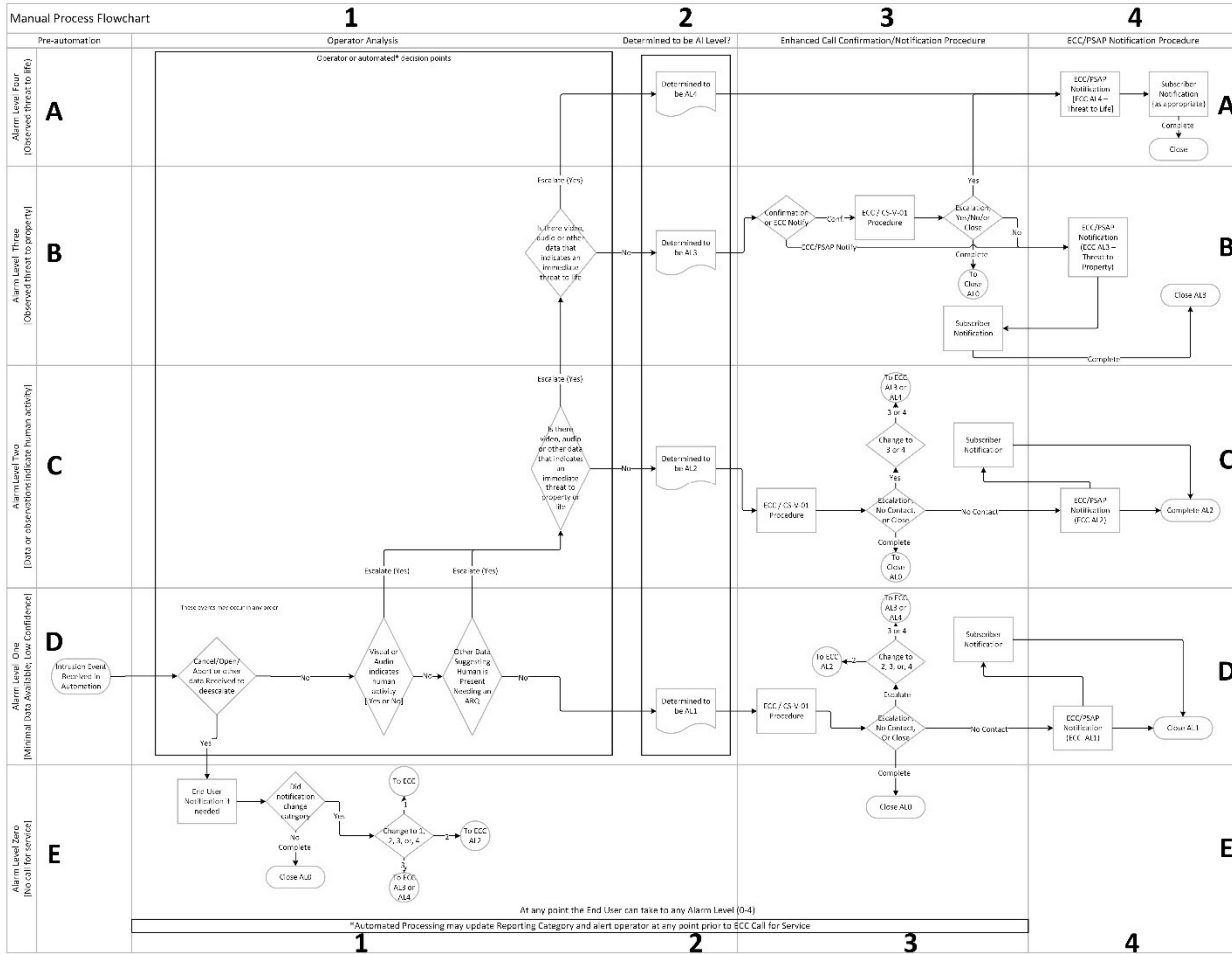 Manual Process Flowchart
1
2
3
4
Pre-automation
Operator Analysis
Determined to be Al Level?
Enhanced Call Confirmation/Notification Procedure
ECC/PSAP Notification Procedure
Alarm Level Four
[Observed threat to life]
A
Operator or automated* decision points
Determined to
be AL4
ECC/PSAP
Notification
[ECC AL4 –
Threat to Life]
Subscriber
Notification
(as appropriate)
Complete
Close
A
Alarm Level Three
[Observed threat to property]
B
Escalate (Yes)
Is there video,
audio or other
data that
indicates an
immediate
threat to life
No
Determined to
be AL3
Confirmation
or ECC Notify
Conf.
ECC / CS-V-01
Procedure
Yes
Escalation,
Yes/No/or
Close
No
ECC/PSAP Notify
Complete
To
Close
AL0
ECC/PSAP
Notification
(ECC AL3 –
Threat to
Property)
Close AL3
Subscriber
Notification
Complete
B
Alarm Level Two
[Data or observations indicate human activity]
C
Escalate (Yes)
Is there
video, audio
or other data
that indicates
an
immediate
threat to
property or
life
No
Determined to
be AL2
ECC / CS-V-01
Procedure
To ECC
AL3 or
AL4
3 or 4
Change to
3 or 4
Yes
Escalation,
No Contact,
or Close
No Contact
Complete
To
Close
AL0
Subscriber
Notification
ECC/PSAP
Notification
(ECC AL2)
Complete AL2
C
Escalate (Yes)
Escalate (Yes)
Alarm Level One
[Minimal Data Available; Low Confidence]
D
These events may occur in any order
Intrusion Event
Received in
Automation
Cancel/Open/
Abort or other
data Received to
deescalate
No
Visual or
Audio
indicates
human
activity
[Yes or No]
No
Other Data
Suggesting
Human is
Present
Needing an
ARQ
No
Determined to
be AL1
ECC / CS-V-01
Procedure
To ECC
AL3 or
AL4
3 or 4
To ECC
AL2
2
Change to
2, 3, or, 4
Escalate
Escalation,
No Contact,
Or Close
No Contact
Subscriber
Notification
ECC/PSAP
Notification
(ECC AL1)
Close AL1
D
Yes
Complete
Close AL0
Alarm Level Zero
[No call for service]
E
End User
Notification if
needed
Did
notification
change
category
Yes
No
Complete
Close AL0
To ECC
1
Change to 1,
2, 3, or, 4
2
To ECC
AL2
To ECC
AL3 or
AL4
E
At any point the End User can take to any Alarm Level (0-4)
*Automated Processing may update Reporting Category and alert operator at any point prior to ECC Call for Service
1
2
3
4